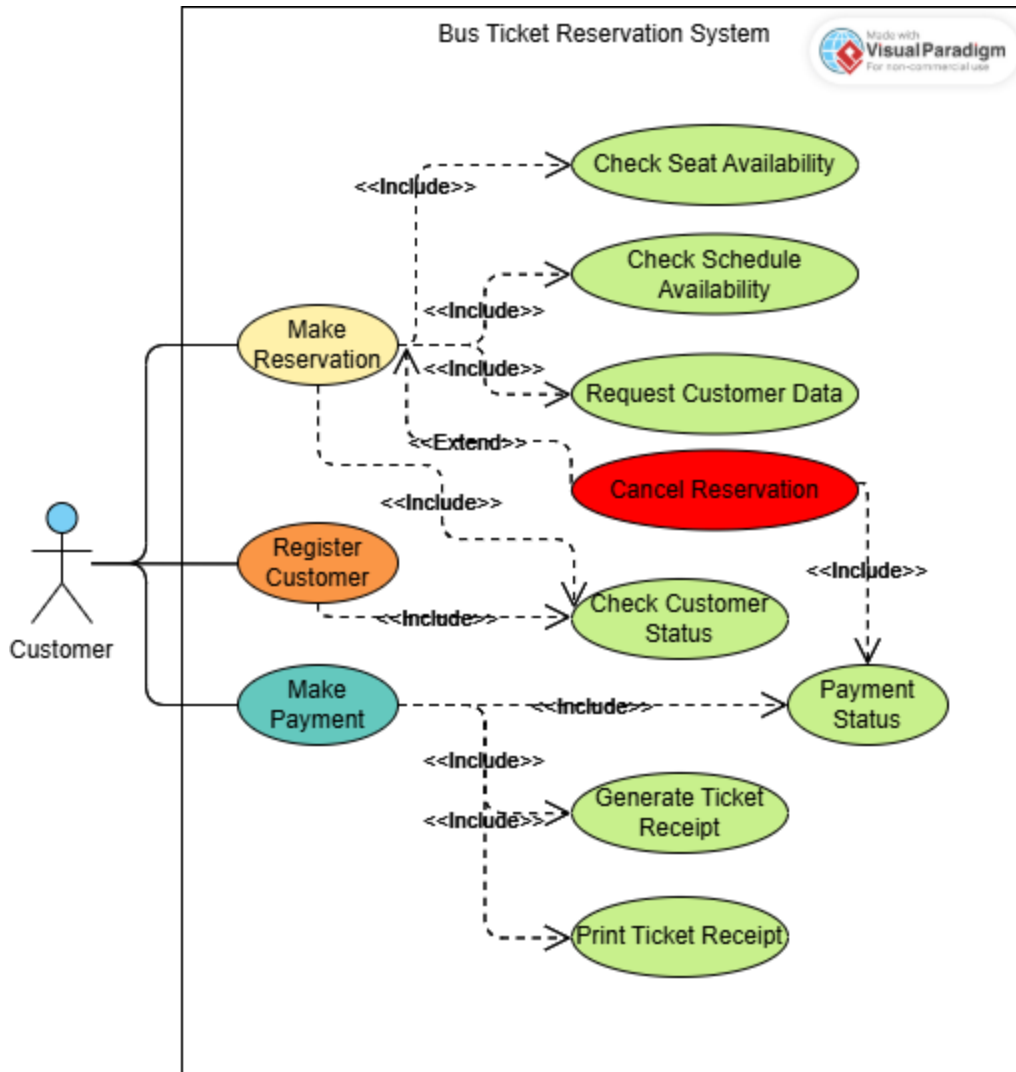 Bus Ticket Reservation System
Made with
Visual Paradigm
For non-commercial use
Check Seat Availability
<<Include>>
Check Schedule
Availability
<<Include>>
Make
Reservation
<<Include>>
Request Customer Data
<<Extend>>
Cancel Reservation
<<Include>>
Register
Customer
<<Include>>
<<Include>>
Check Customer
Status
Customer
Make
Payment
<<Include>>
Payment
Status
<<Include>>
Generate Ticket
Receipt
<<Include>>
Print Ticket Receipt